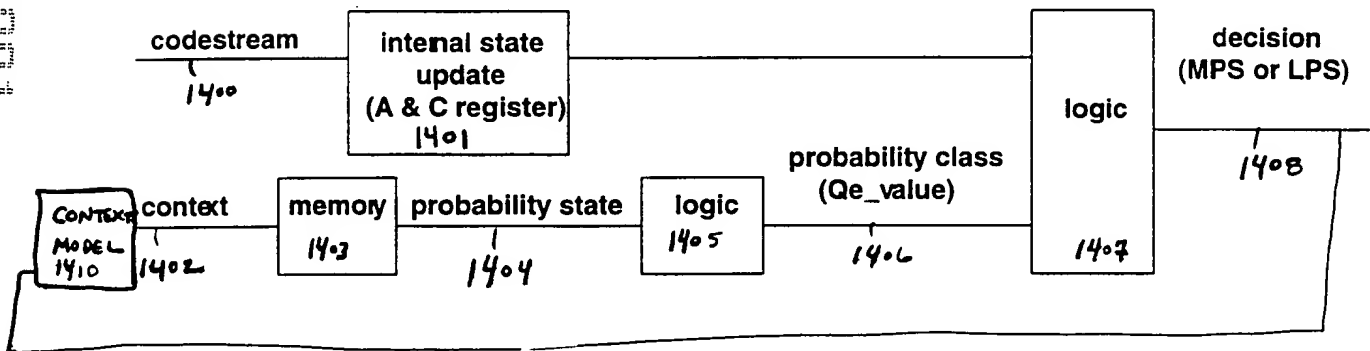 codestream
1400
internal state
update
(A & C register)
1401
logic
1407
decision
(MPS or LPS)
1408
CONTEXT
MODEL
1410
context
1402
memory
1403
probability state
1404
logic
1405
probability class
(Qe_value)
1406